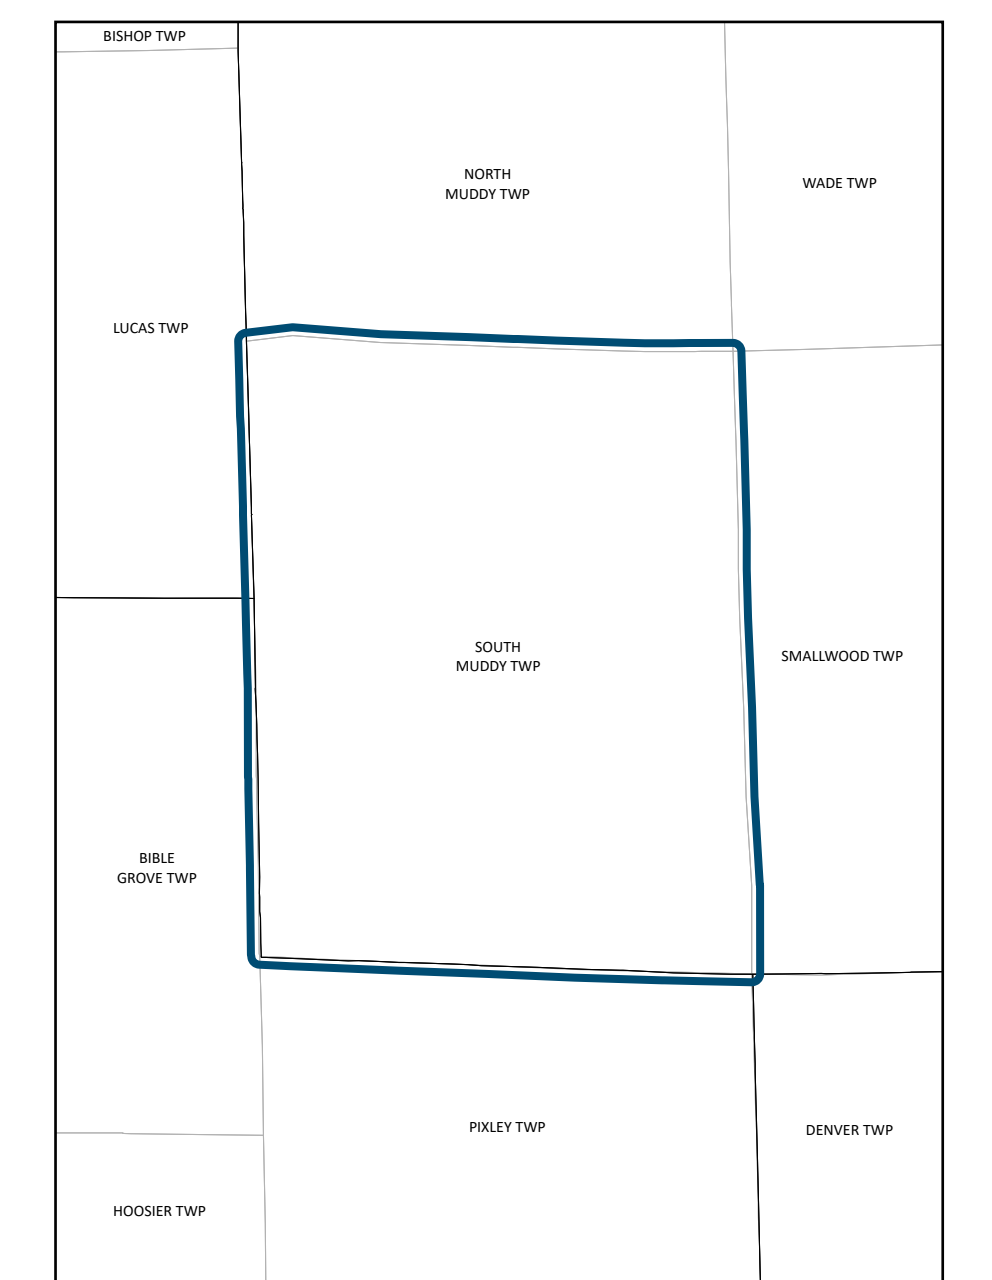 BISHOP TWP
NORTH
MUDDY TWP
WADE TWP
LUCAS TWP
SOUTH
MUDDY TWP
SMALLWOOD TWP
BIBLE
GROVE TWP
PIXLEY TWP
DENVER TWP
HOOSIER TWP